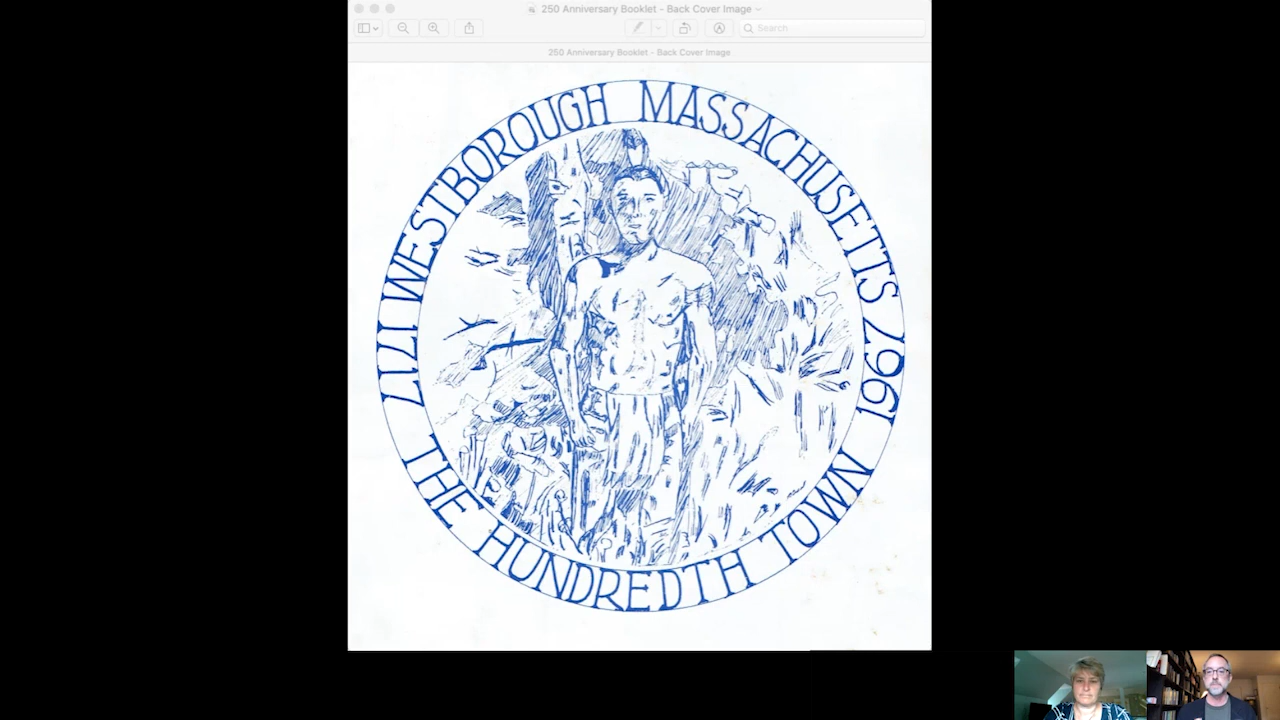 250 Anniversary Booklet - Back Cover Image
Search
250 Anniversary Booklet - Back Cover Image
1717 WESTBOROUGH MASSACHUSETTS 1967
THE HUNDREDTH TOWN